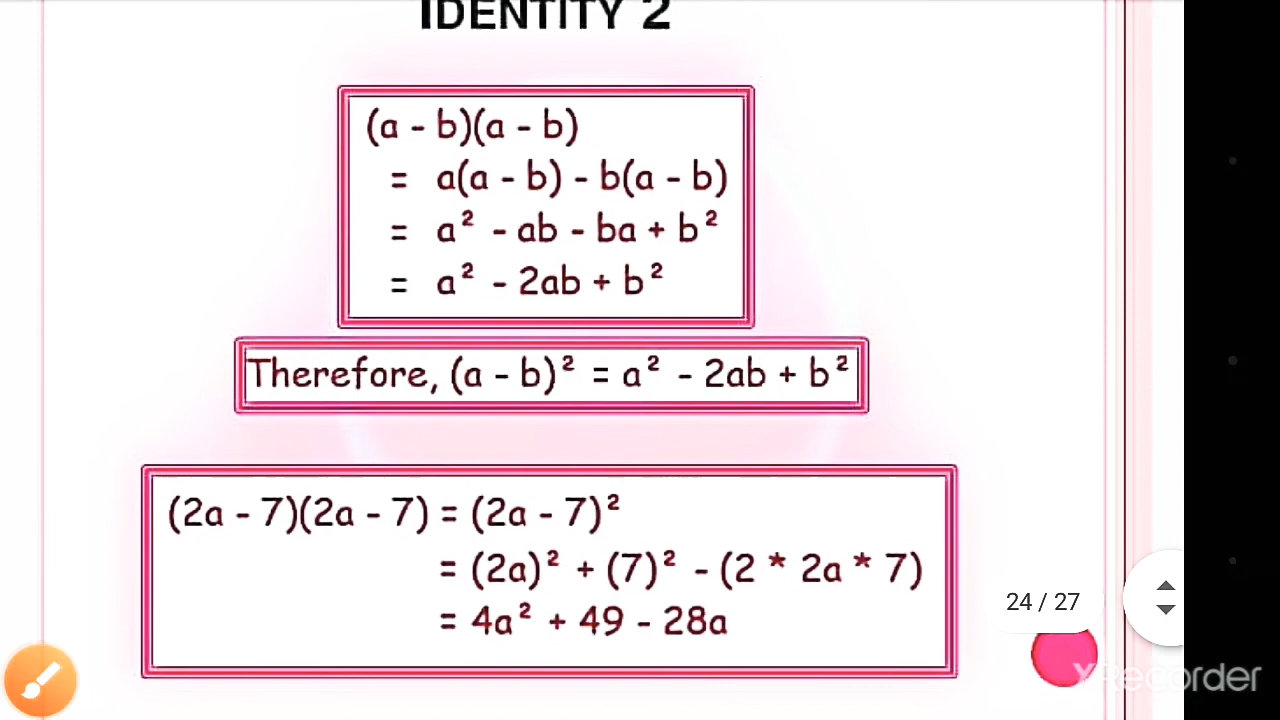 IDENTITY 2
(a - b)(a - b)
= a(a - b) - b(a - b)
= a² - ab - ba + b²
= a² - 2ab + b²
Therefore, (a - b)² = a² - 2ab + b²
(2a - 7)(2a - 7) = (2a - 7)²
= (2a)² + (7)² - (2 * 2a * 7)
= 4a² + 49 - 28a
24 / 27
XRecorder